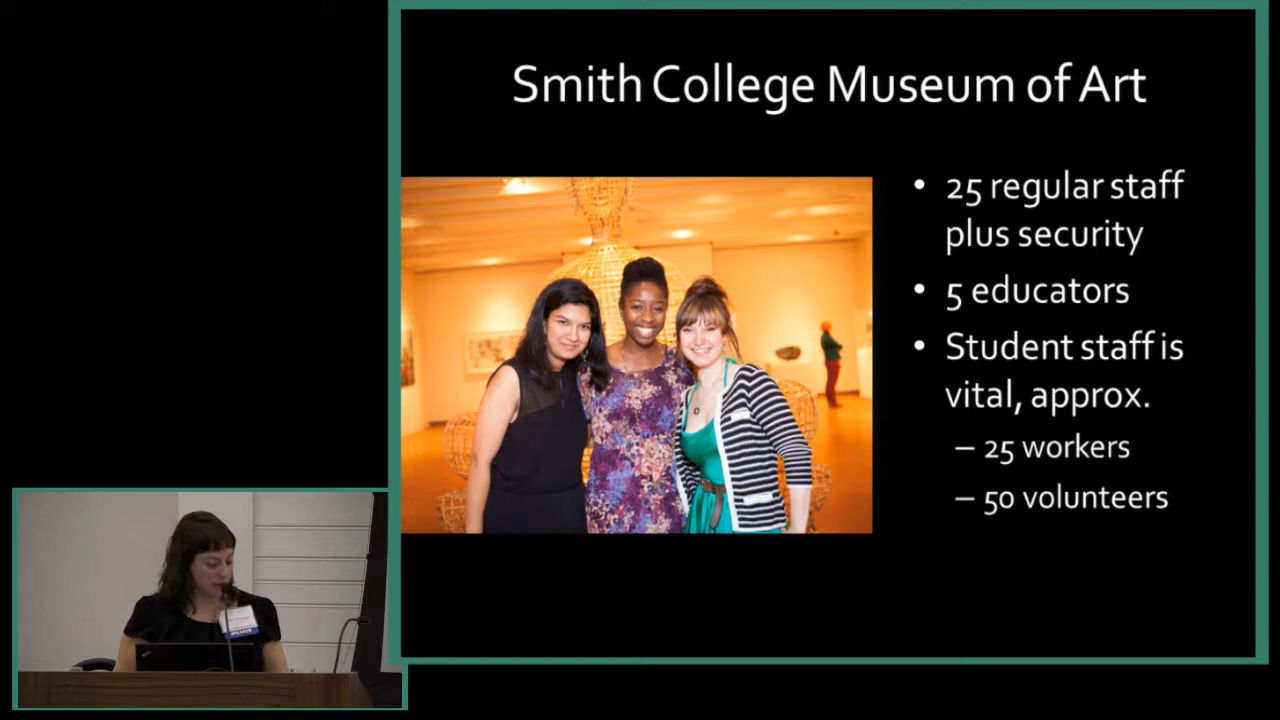 Smith College Museum of Art
• 25 regular staff
plus security
• 5 educators
• Student staff is
vital, approx.
– 25 workers
– 50 volunteers
SPEAKER